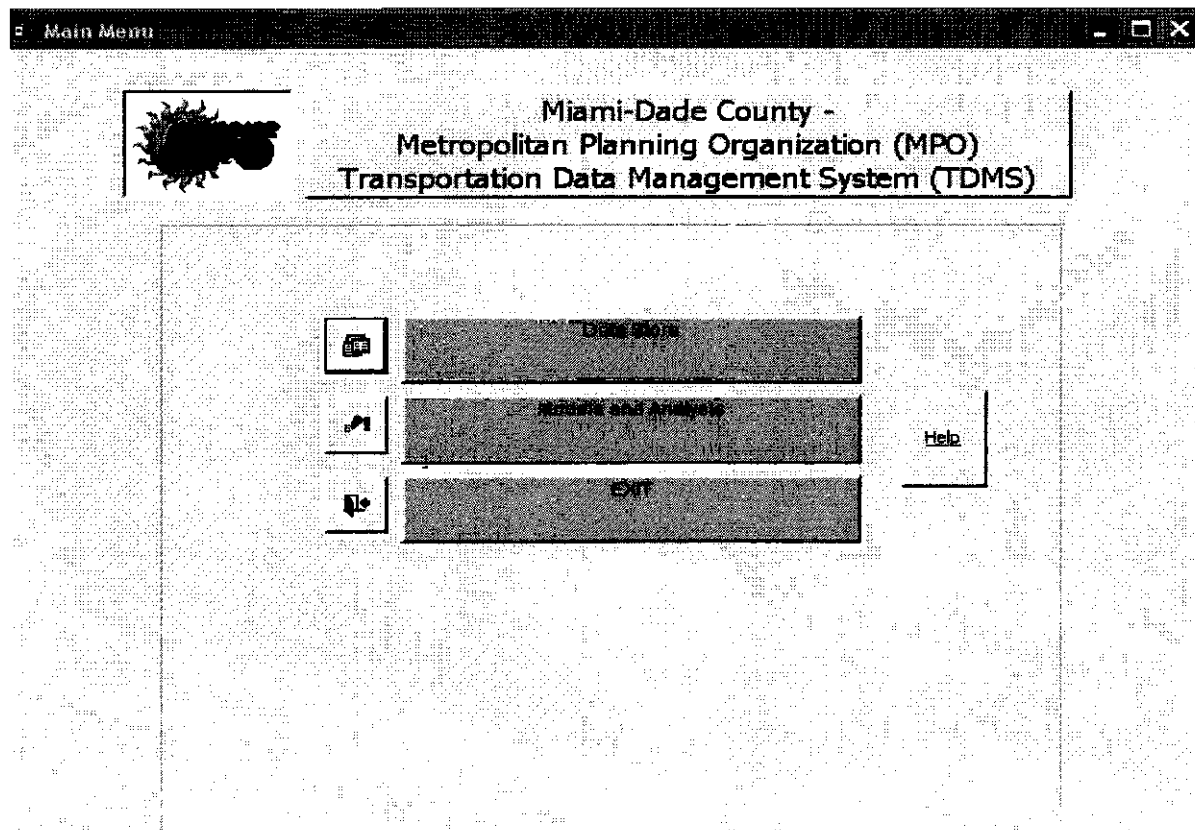 Main Menu
Miami-Dade County -
Metropolitan Planning Organization (MPO)
Transportation Data Management System (TDMS)
Data Store
and Analysis
Help
EXIT